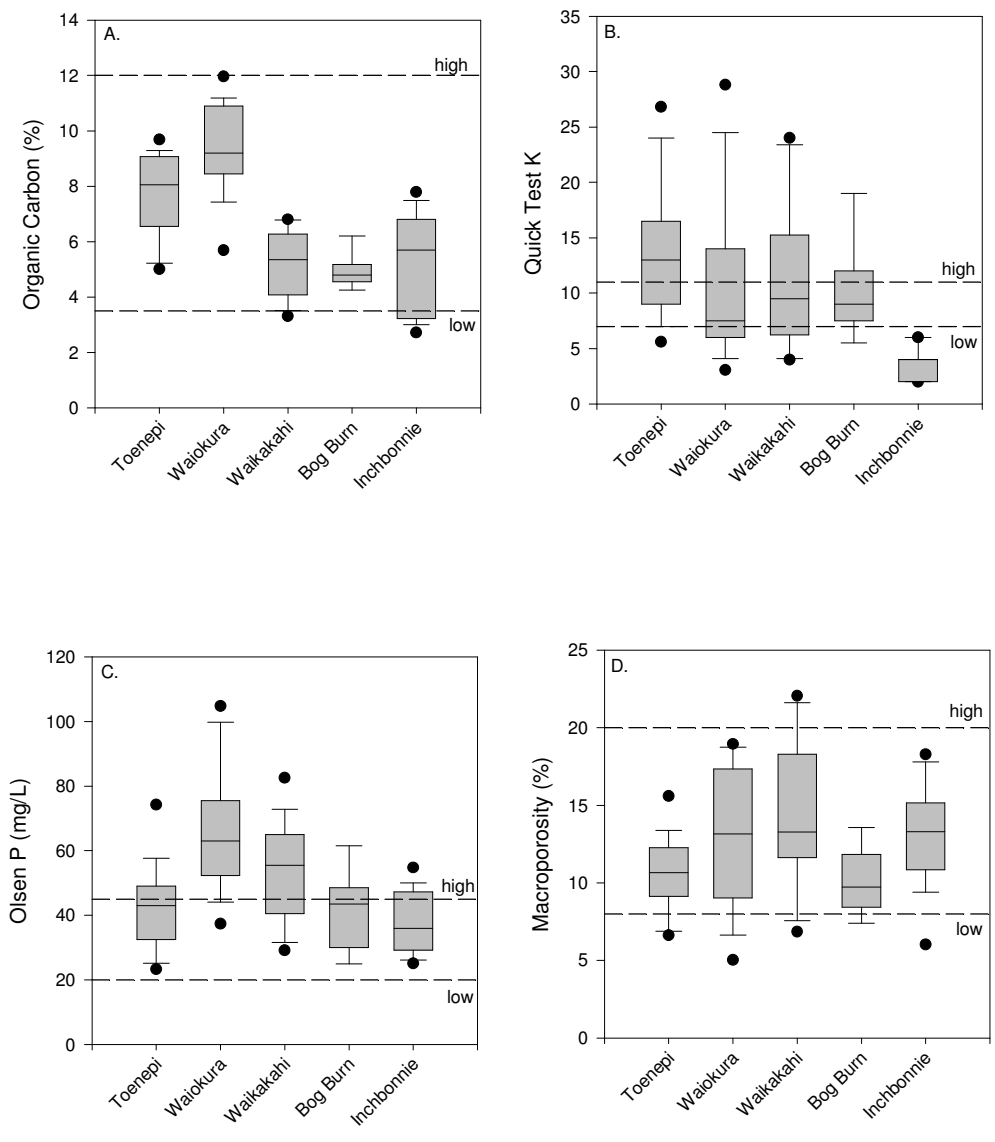 A.
Organic Carbon (%)
14
12
10
8
6
4
2
0
high
low
Toenepi
Waiokura
Waikakahi
Bog Burn
Inchbonnie
B.
Quick Test K
35
30
25
20
15
10
5
0
high
low
Toenepi
Waiokura
Waikakahi
Bog Burn
Inchbonnie
C.
Olsen P (mg/L)
120
100
80
60
40
20
0
high
low
Toenepi
Waiokura
Waikakahi
Bog Burn
Inchbonnie
D.
Macroporosity (%)
25
20
15
10
5
0
high
low
Toenepi
Waiokura
Waikakahi
Bog Burn
Inchbonnie